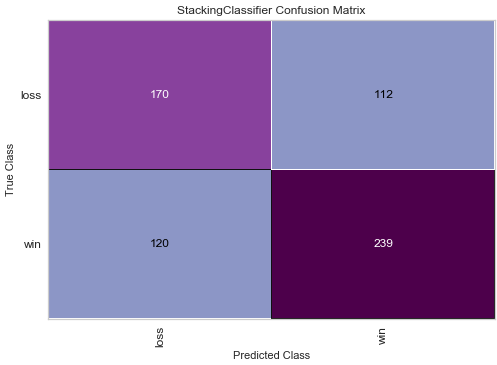 StackingClassifier Confusion Matrix
True Class
loss
170
112
win
120
239
loss
win
Predicted Class